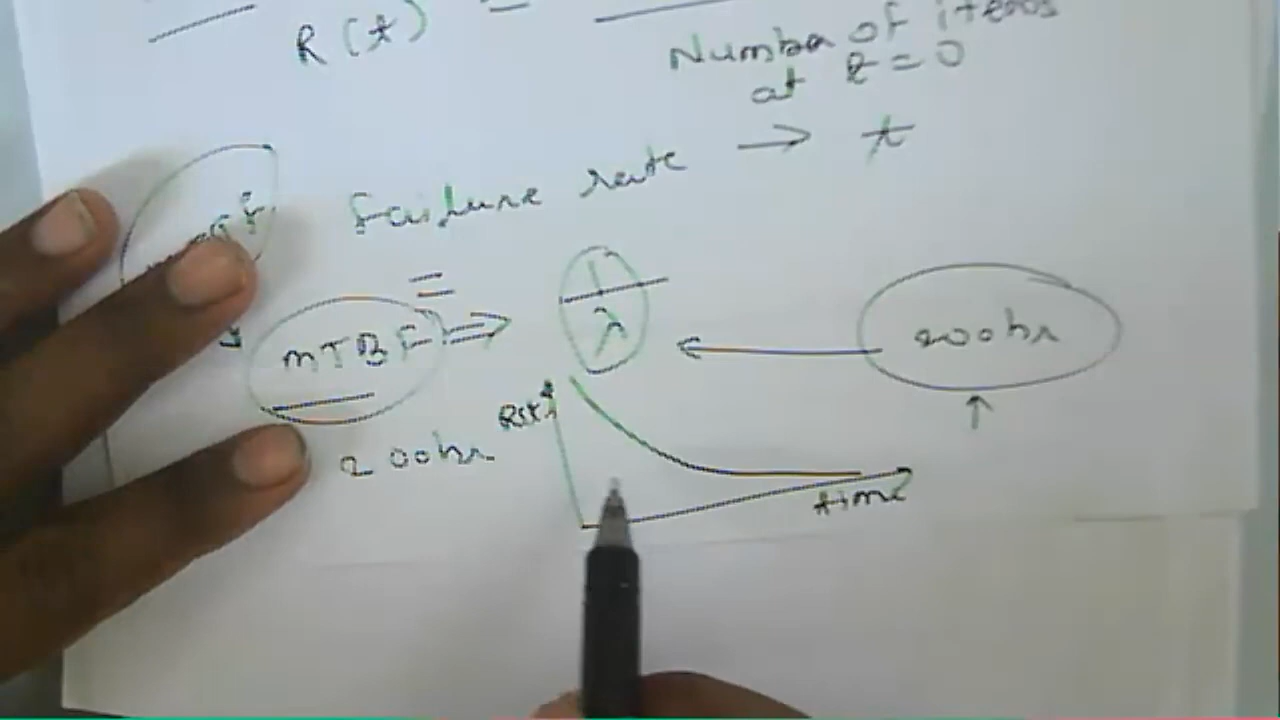 R(t) =
Number of items
at t = 0
Failure rate → t
=
MTBF ⇒ 1/λ ← 200hr
↑
R(t)
200hr
time